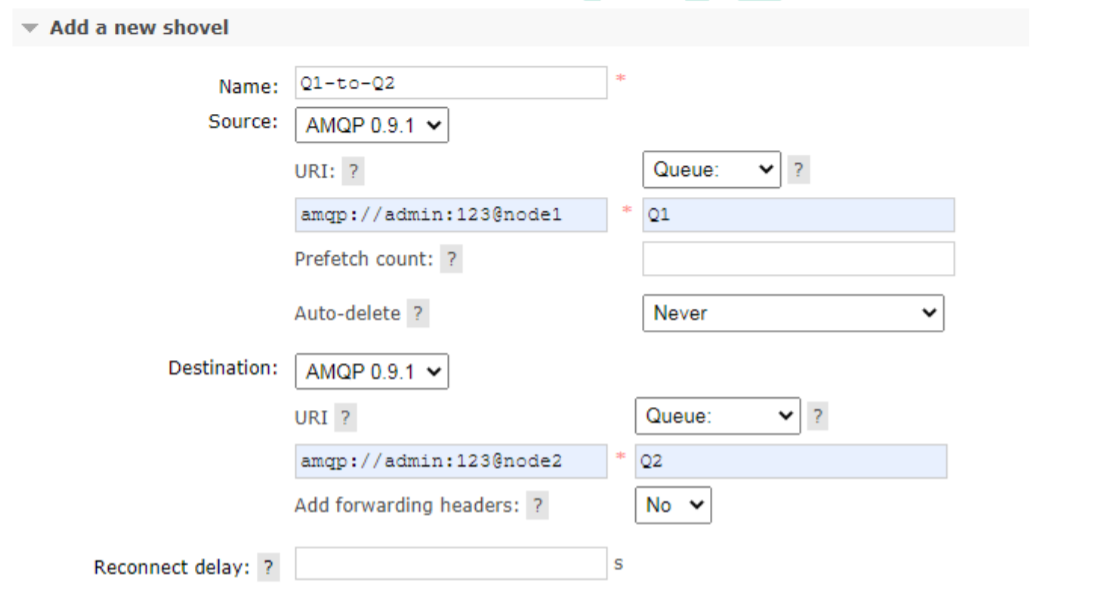 Add a new shovel
Name: Q1-to-Q2 *
Source: AMQP 0.9.1
URI: ? Queue: ?
amqp://admin:123@node1 * Q1
Prefetch count: ?
Auto-delete ? Never
Destination: AMQP 0.9.1
URI ? Queue: ?
amqp://admin:123@node2 * Q2
Add forwarding headers: ? No
Reconnect delay: ? s